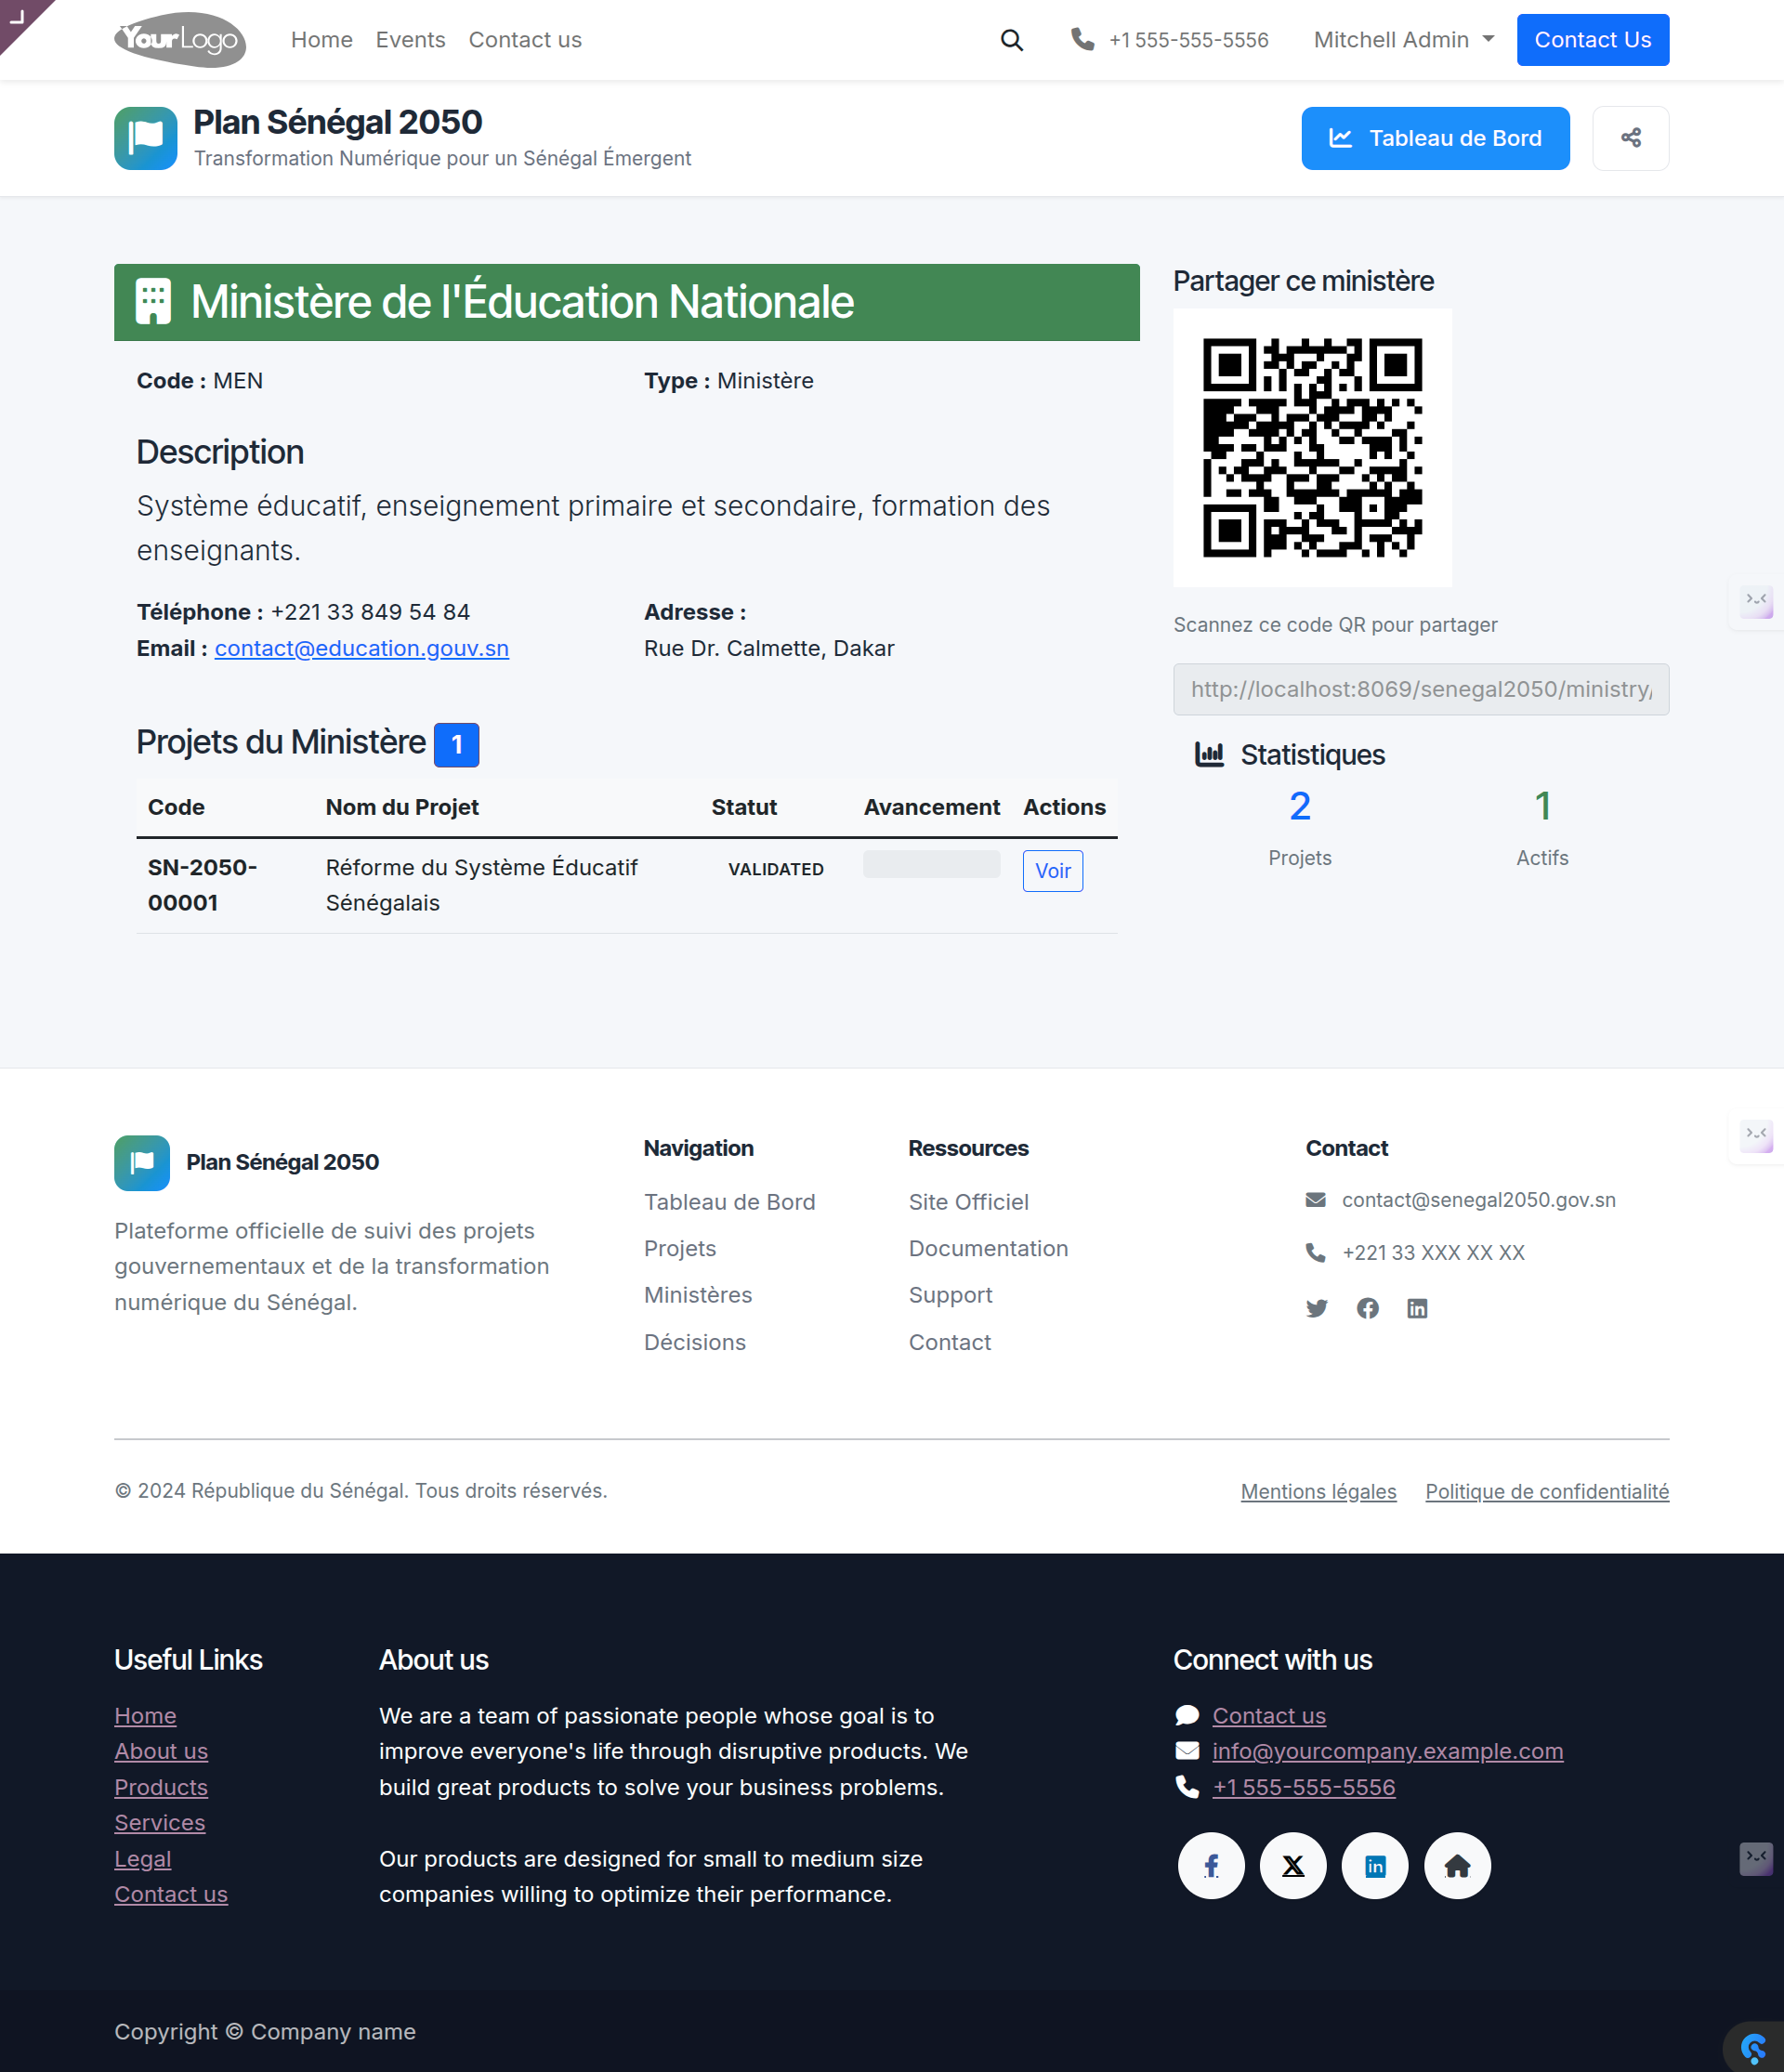 YourLogo
Home Events Contact us
+1 555-555-5556
Mitchell Admin
Contact Us
Plan Sénégal 2050
Transformation Numérique pour un Sénégal Émergent
Tableau de Bord
Ministère de l'Éducation Nationale
Code : MEN
Type : Ministère
Description
Système éducatif, enseignement primaire et secondaire, formation des
enseignants.
Téléphone : +221 33 849 54 84
Email : contact@education.gouv.sn
Adresse :
Rue Dr. Calmette, Dakar
Projets du Ministère 1
Code Nom du Projet Statut Avancement Actions
SN-2050-
00001
Réforme du Système Éducatif
Sénégalais
VALIDATED
Voir
Partager ce ministère
Scannez ce code QR pour partager
http://localhost:8069/senegal2050/ministry/
Statistiques
2
Projets
1
Actifs
Plan Sénégal 2050
Plateforme officielle de suivi des projets
gouvernementaux et de la transformation
numérique du Sénégal.
Navigation
Tableau de Bord
Projets
Ministères
Décisions
Ressources
Site Officiel
Documentation
Support
Contact
Contact
contact@senegal2050.gov.sn
+221 33 XXX XX XX
© 2024 République du Sénégal. Tous droits réservés.
Mentions légales Politique de confidentialité
Useful Links
Home
About us
Products
Services
Legal
Contact us
About us
We are a team of passionate people whose goal is to
improve everyone's life through disruptive products. We
build great products to solve your business problems.
Our products are designed for small to medium size
companies willing to optimize their performance.
Connect with us
Contact us
info@yourcompany.example.com
+1 555-555-5556
Copyright © Company name